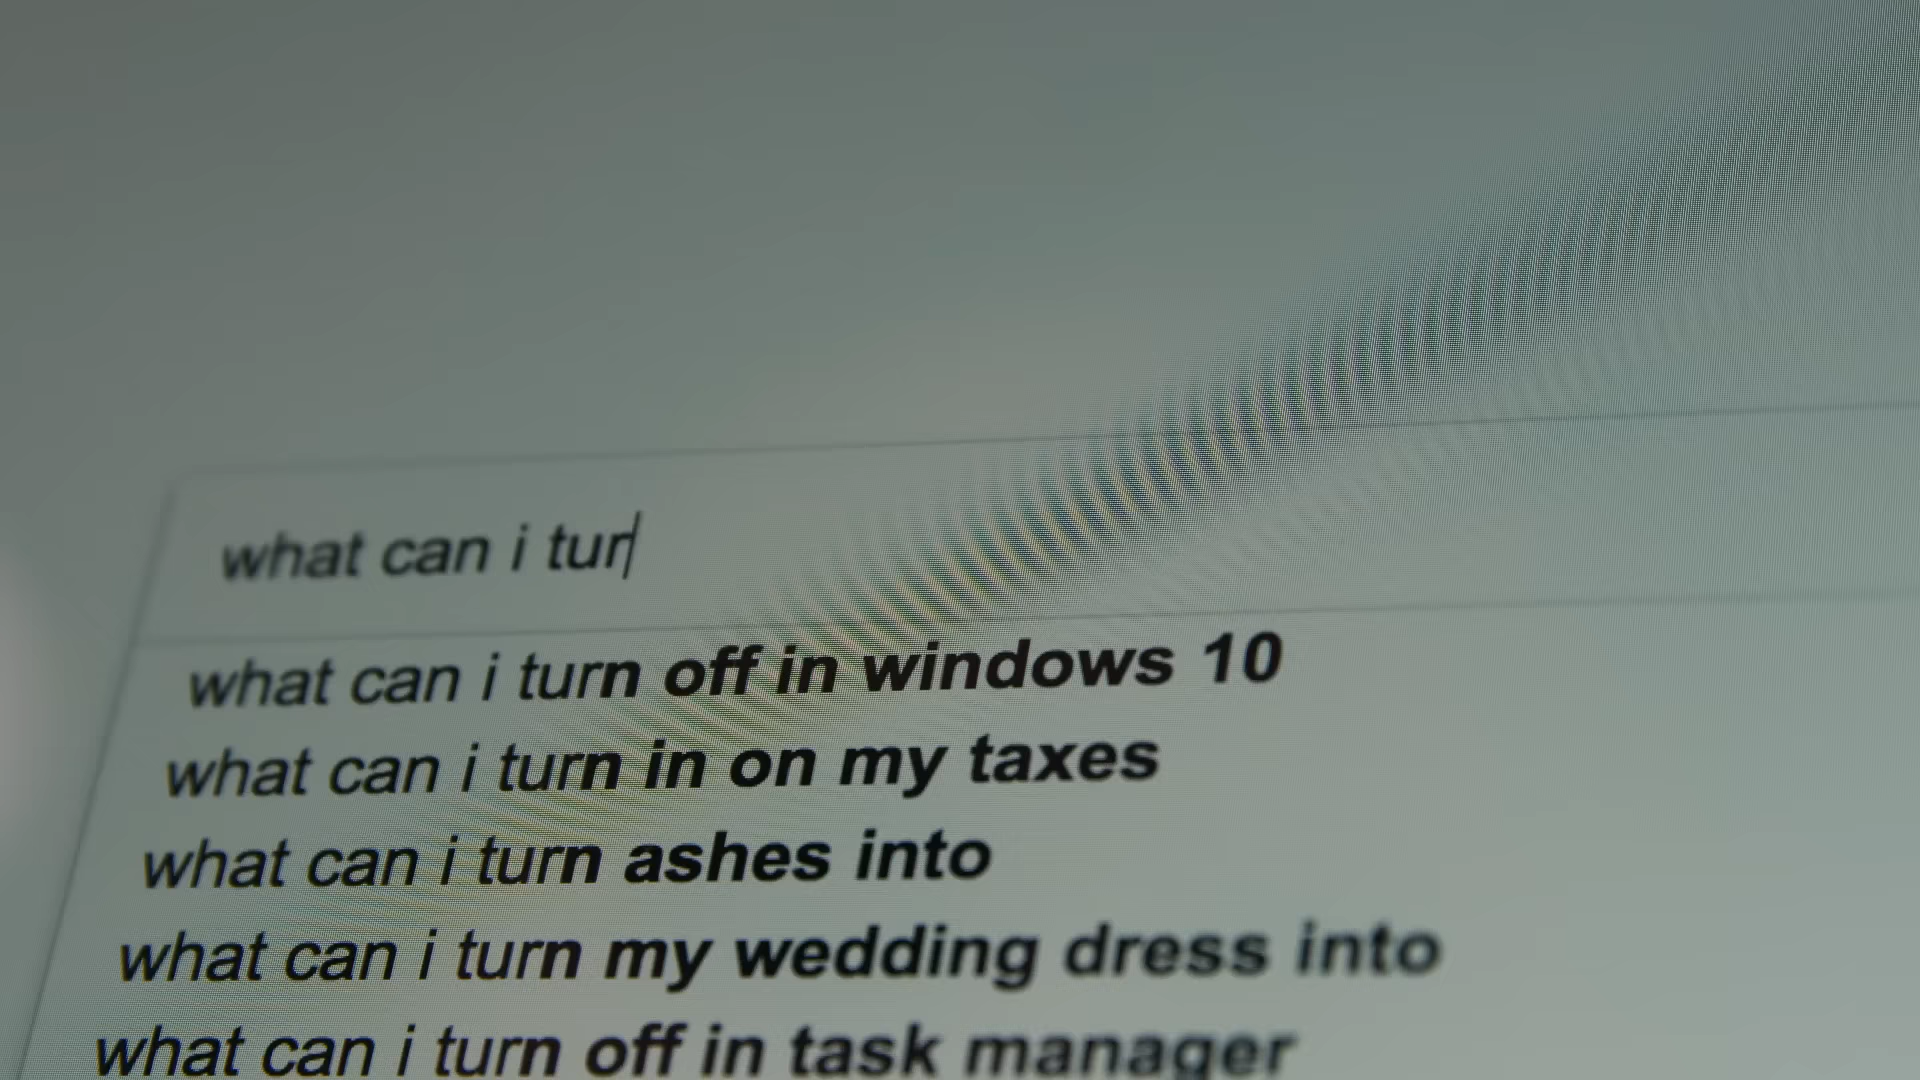 what can i tur
what can i turn off in windows 10
what can i turn in on my taxes
what can i turn ashes into
what can i turn my wedding dress into
what can i turn off in task manager